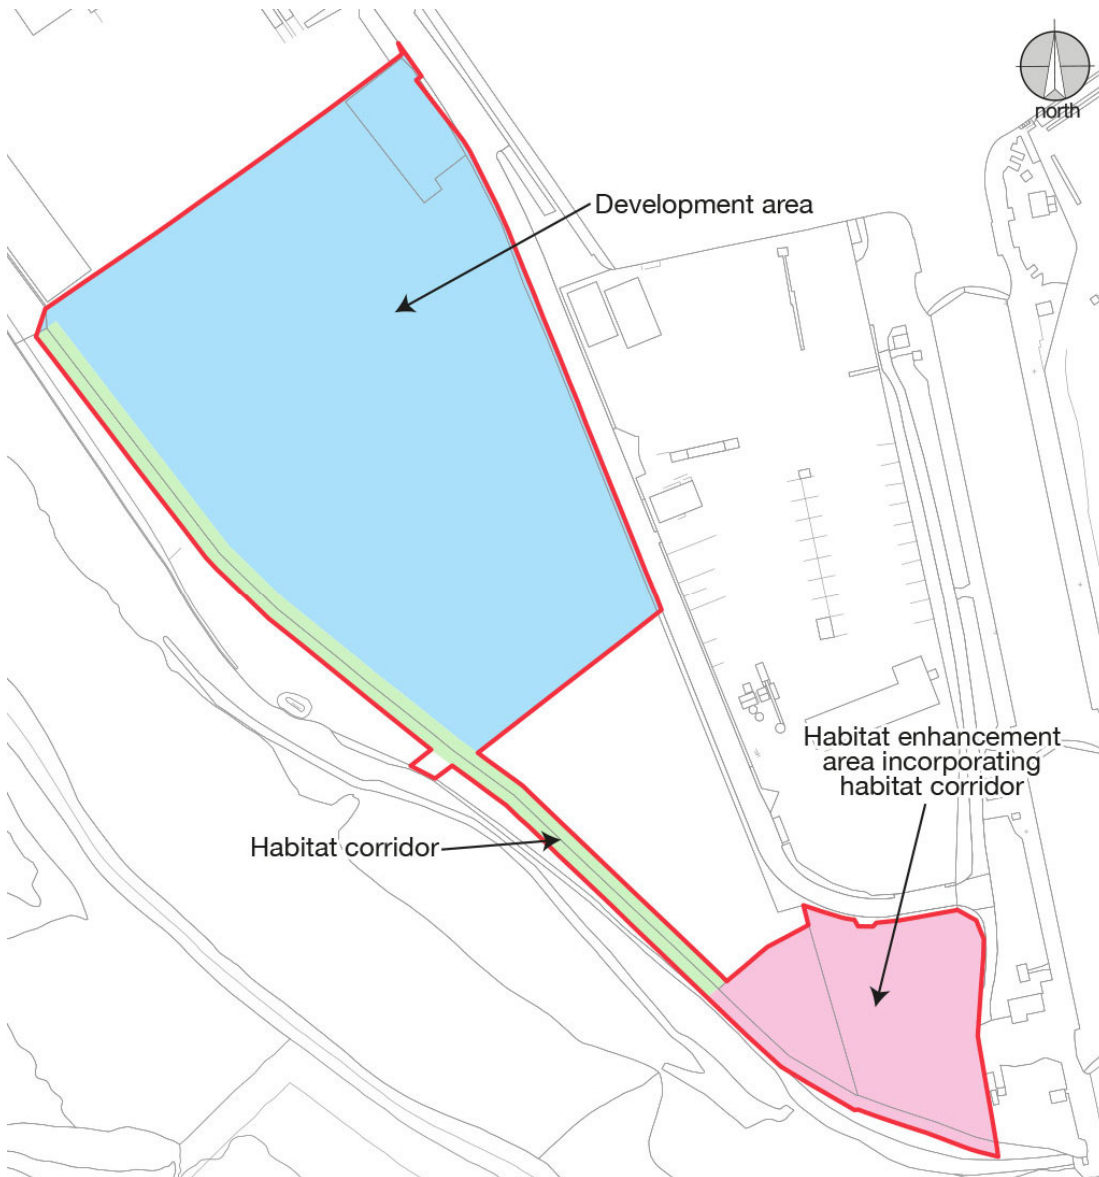 north
Development area
Habitat enhancement
area incorporating
habitat corridor
Habitat corridor